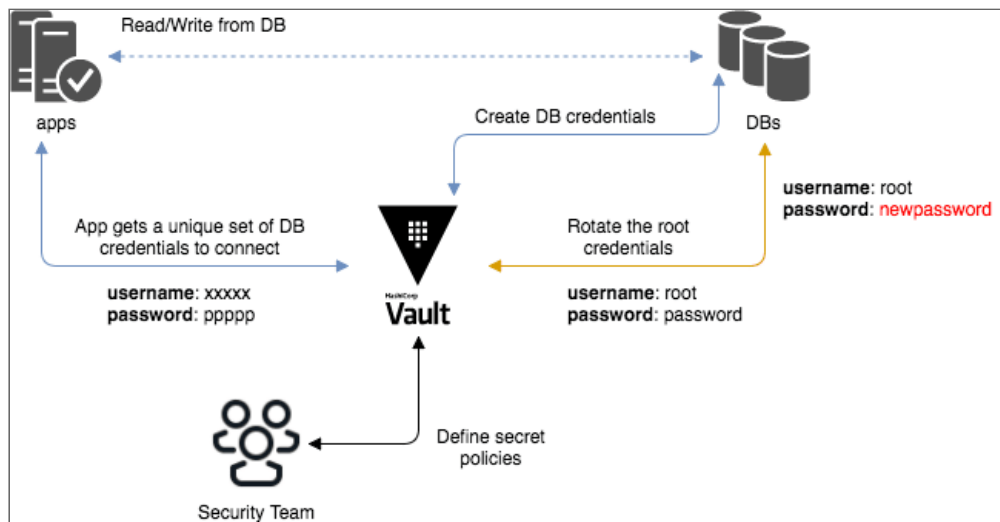 Read/Write from DB
apps
Create DB credentials
DBs
username: root
password: newpassword
App gets a unique set of DB
credentials to connect
Rotate the root
credentials
username: xxxxx
password: ppppp
HashiCorp
Vault
username: root
password: password
Define secret
policies
Security Team